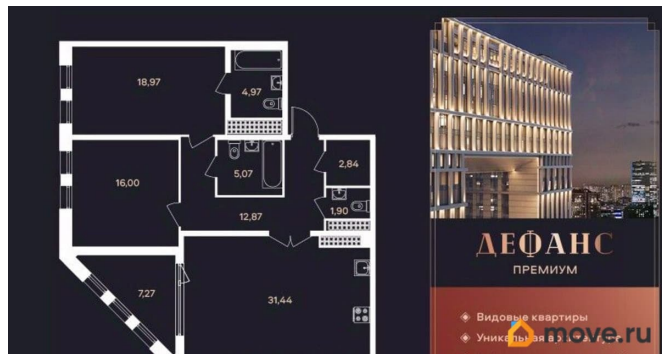 18,97
4,97
16,00
5,07
2,84
1,90
12,87
7,27
31,44
ДЕФАНС
ПРЕМИУМ
Видовые квартиры
Уникальная
move.ru